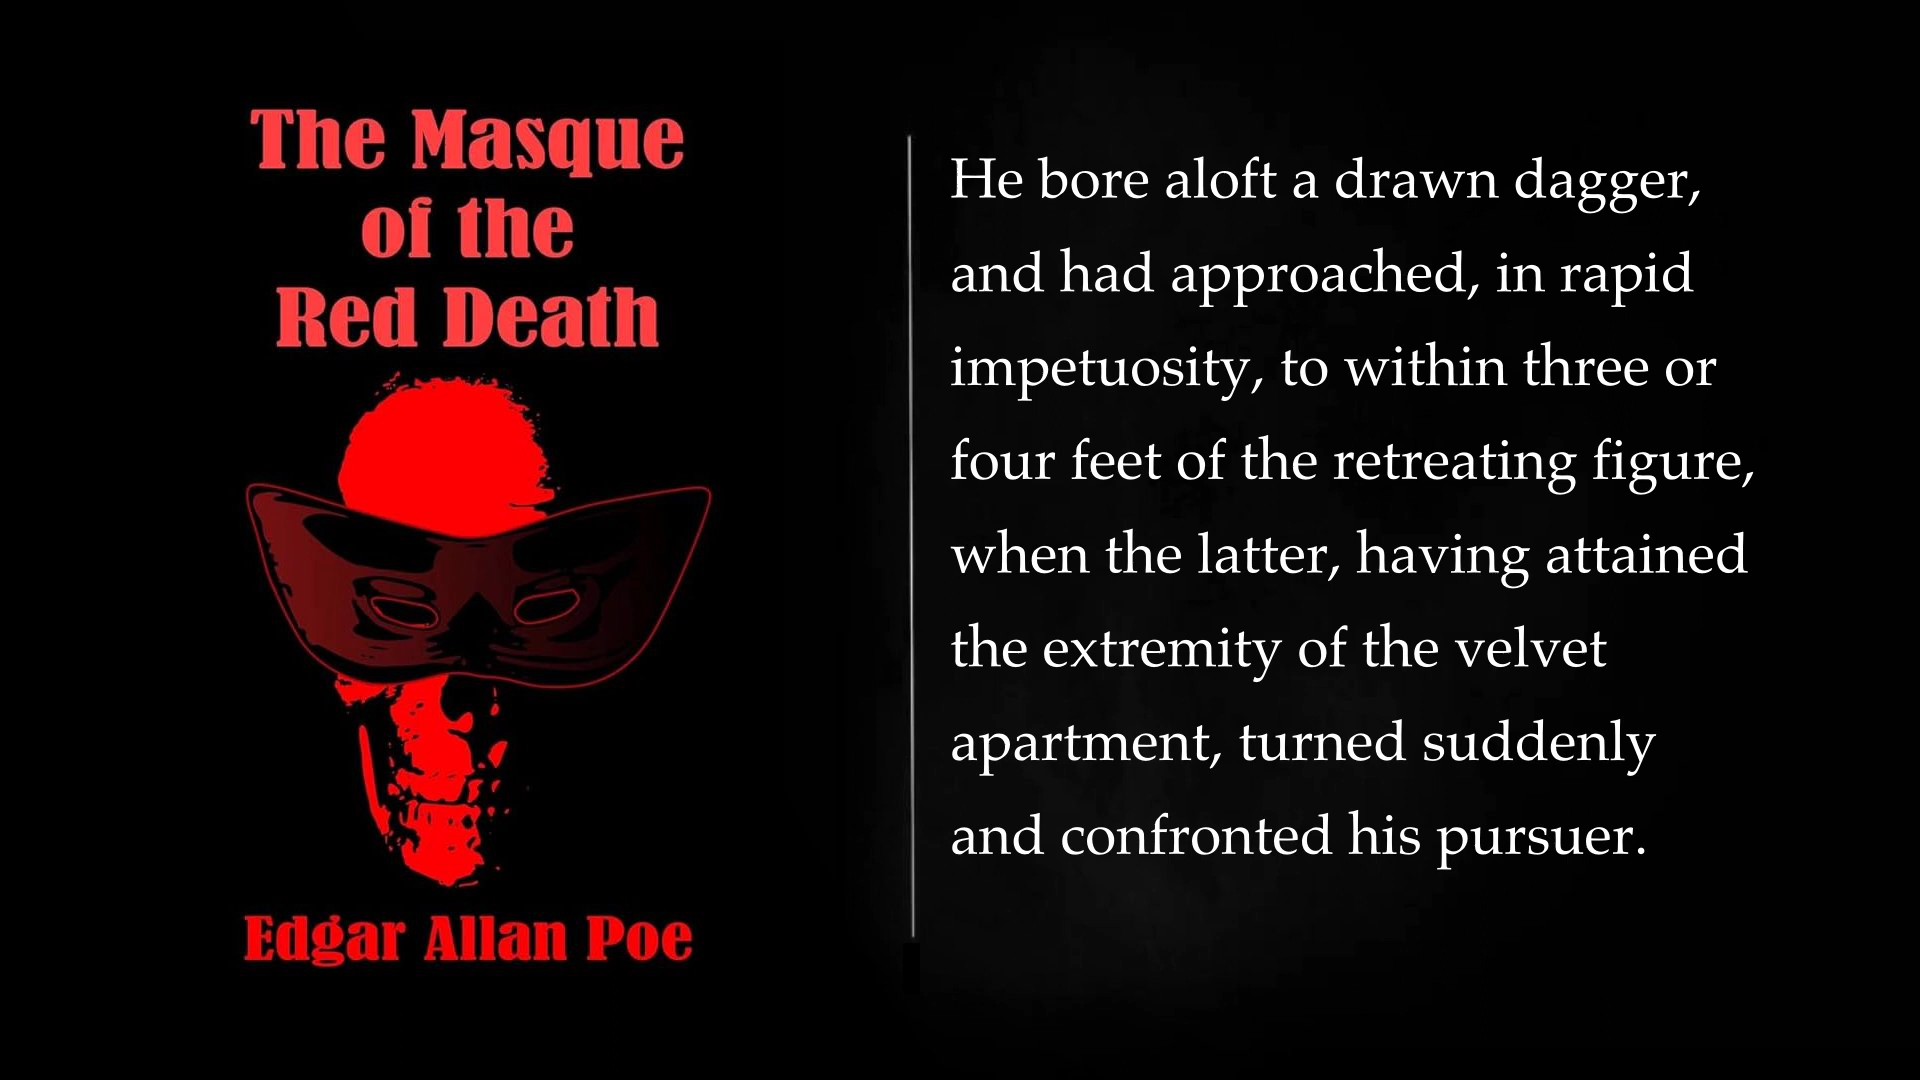 The Masque
of the
Red Death
Edgar Allan Poe
He bore aloft a drawn dagger,
and had approached, in rapid
impetuosity, to within three or
four feet of the retreating figure,
when the latter, having attained
the extremity of the velvet
apartment, turned suddenly
and confronted his pursuer.